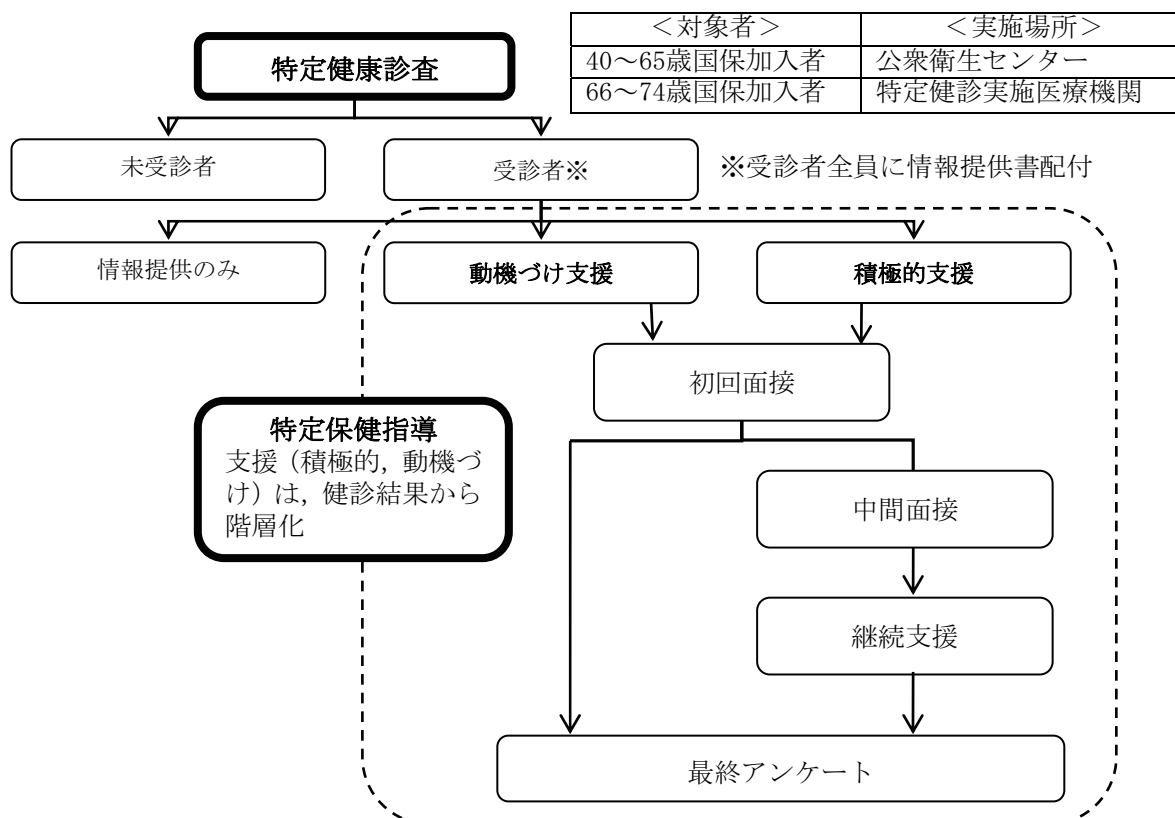 ＜対象者＞ ＜実施場所＞
40～65歳国保加入者 公衆衛生センター
66～74歳国保加入者 特定健診実施医療機関
特定健康診査
未受診者
受診者※
※受診者全員に情報提供書配付
情報提供のみ
動機づけ支援
積極的支援
初回面接
特定保健指導
支援（積極的，動機づ
け）は，健診結果から
階層化
中間面接
継続支援
最終アンケート